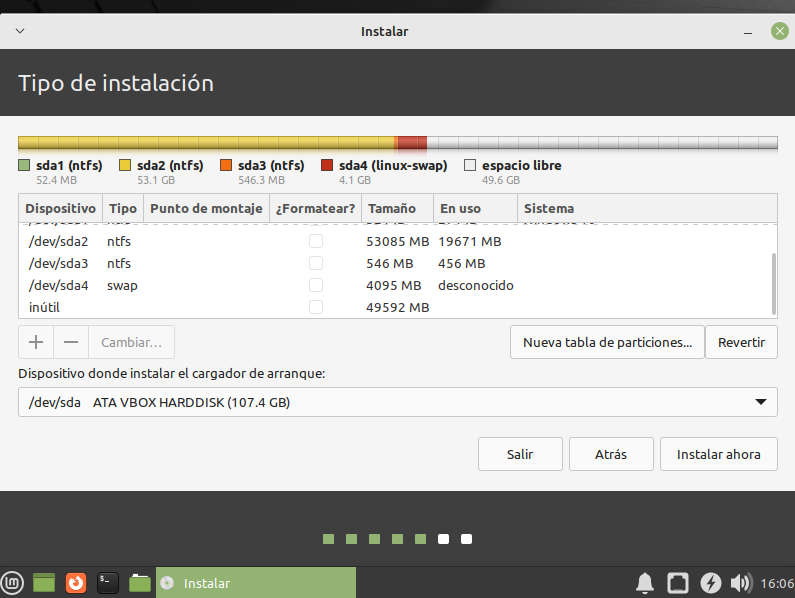 Instalar
Tipo de instalación
sda1 (ntfs) sda2 (ntfs) sda3 (ntfs) sda4 (linux-swap) espacio libre
52.4 MB 53.1 GB 546.3 MB 4.1 GB 49.6 GB
Dispositivo Tipo Punto de montaje ¿Formatear? Tamaño En uso Sistema
/dev/sda2 ntfs 53085 MB 19671 MB
/dev/sda3 ntfs 546 MB 456 MB
/dev/sda4 swap 4095 MB desconocido
inútil 49592 MB
+ — Cambiar... Nueva tabla de particiones... Revertir
Dispositivo donde instalar el cargador de arranque:
/dev/sda ATA VBOX HARDDISK (107.4 GB)
Salir Atrás Instalar ahora
$_ Instalar 16:06